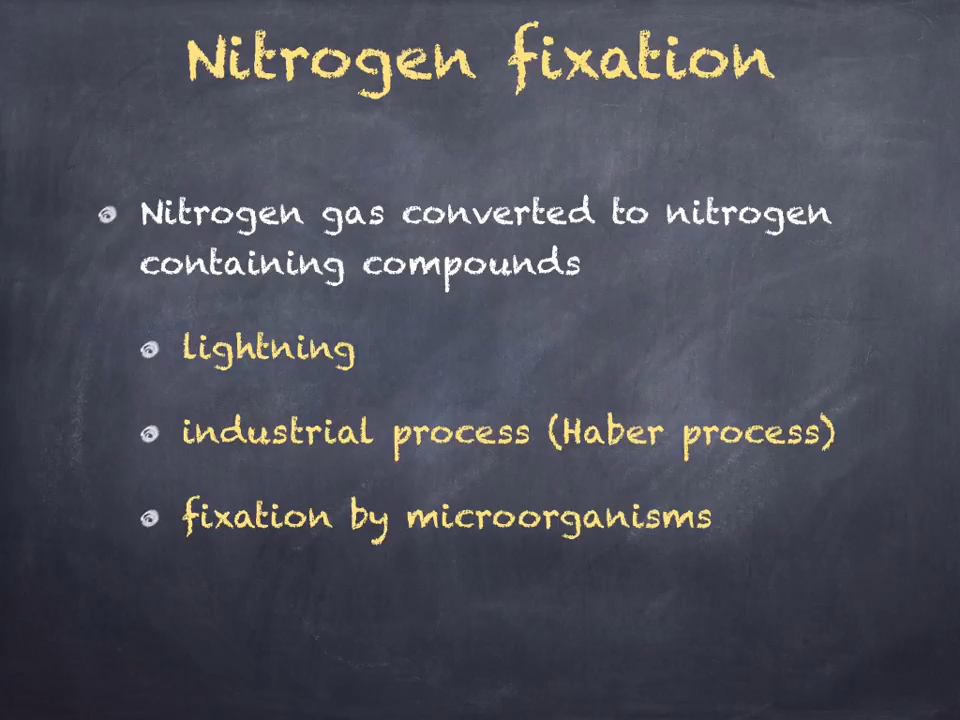 Nitrogen fixation
Nitrogen gas converted to nitrogen
containing compounds
lightning
industrial process (Haber process)
fixation by microorganisms